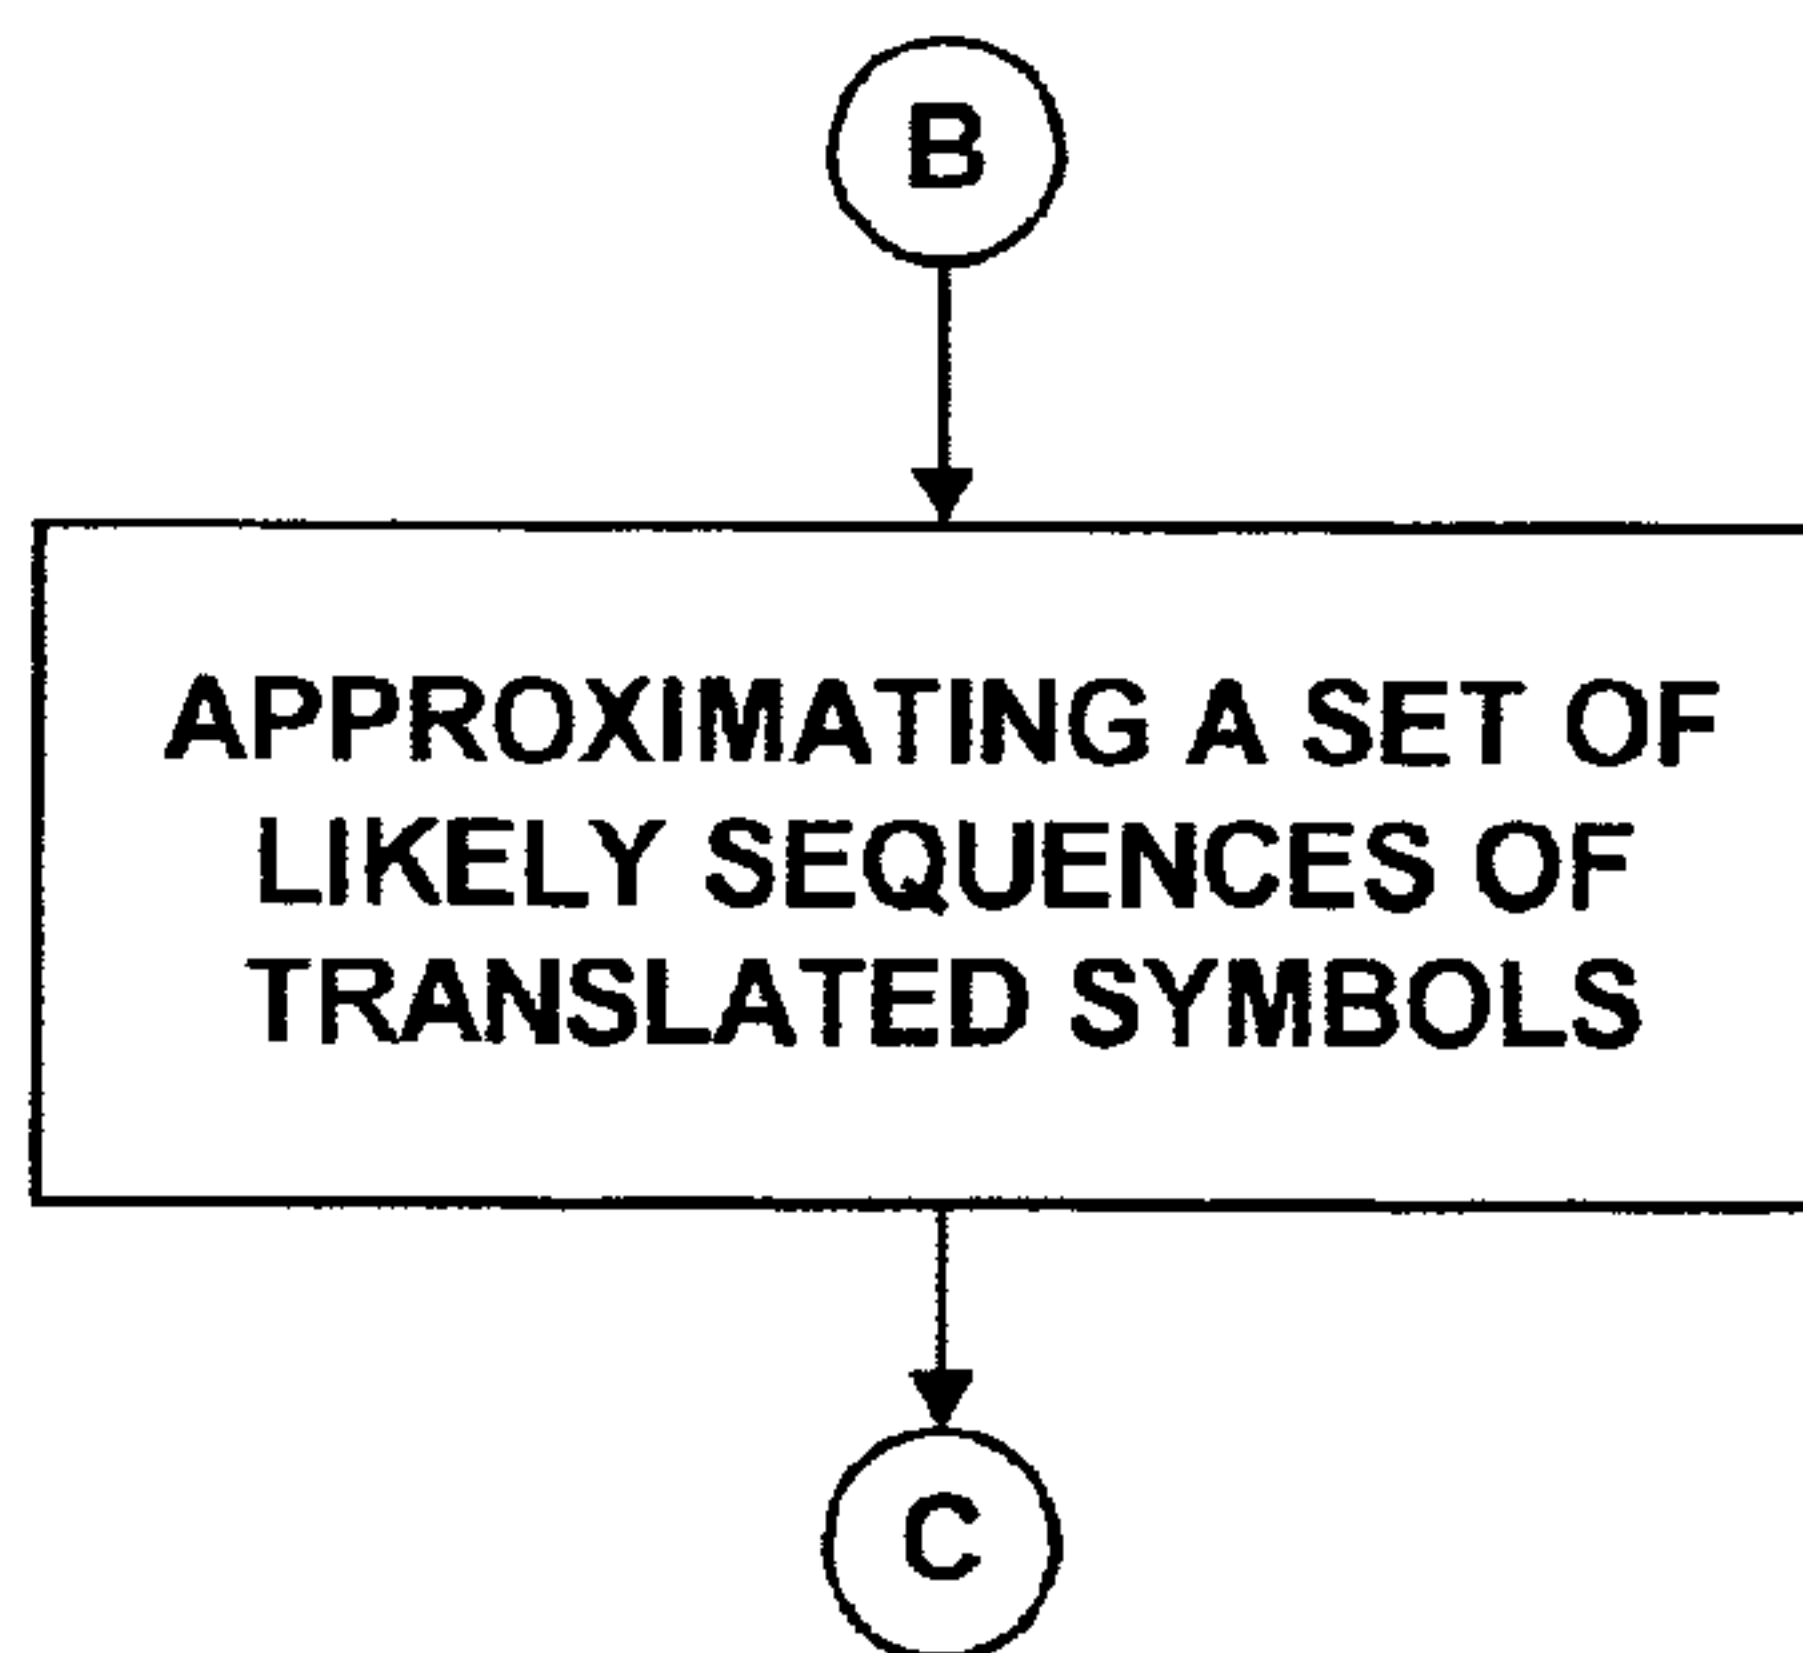 B
APPROXIMATING A SET OF
LIKELY SEQUENCES OF
TRANSLATED SYMBOLS
C